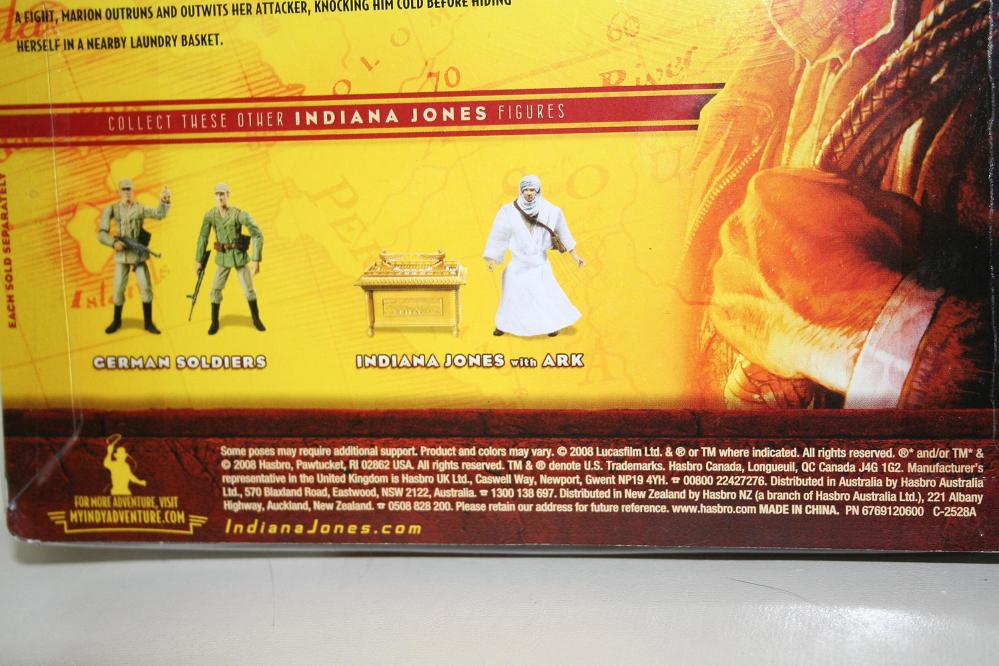 A FIGHT, MARION OUTRUNS AND OUTWITS HER ATTACKER, KNOCKING HIM COLD BEFORE HIDING
HERSELF IN A NEARBY LAUNDRY BASKET.
60
70
River
COLLECT THESE OTHER INDIANA JONES FIGURES
EACH SOLD SEPARATELY
GERMAN SOLDIERS
INDIANA JONES with ARK
Some poses may require additional support. Product and colors may vary. © 2008 Lucasfilm Ltd. & ® or TM where indicated. All rights reserved. ®* and/or TM* &
© 2008 Hasbro, Pawtucket, RI 02862 USA. All rights reserved. TM & ® denote U.S. Trademarks. Hasbro Canada, Longueuil, QC Canada J4G 1G2. Manufacturer's
representative in the United Kingdom is Hasbro UK Ltd., Caswell Way, Newport, Gwent NP19 4YH. ☎ 00800 22427276. Distributed in Australia by Hasbro Australia
Ltd., 570 Blaxland Road, Eastwood, NSW 2122, Australia. ☎ 1300 138 697. Distributed in New Zealand by Hasbro NZ (a branch of Hasbro Australia Ltd.), 221 Albany
Highway, Auckland, New Zealand. ☎ 0508 828 200. Please retain our address for future reference. www.hasbro.com MADE IN CHINA. PN 6769120600 C-2528A
FOR MORE ADVENTURE, VISIT
MYINDYADVENTURE.COM
IndianaJones.com